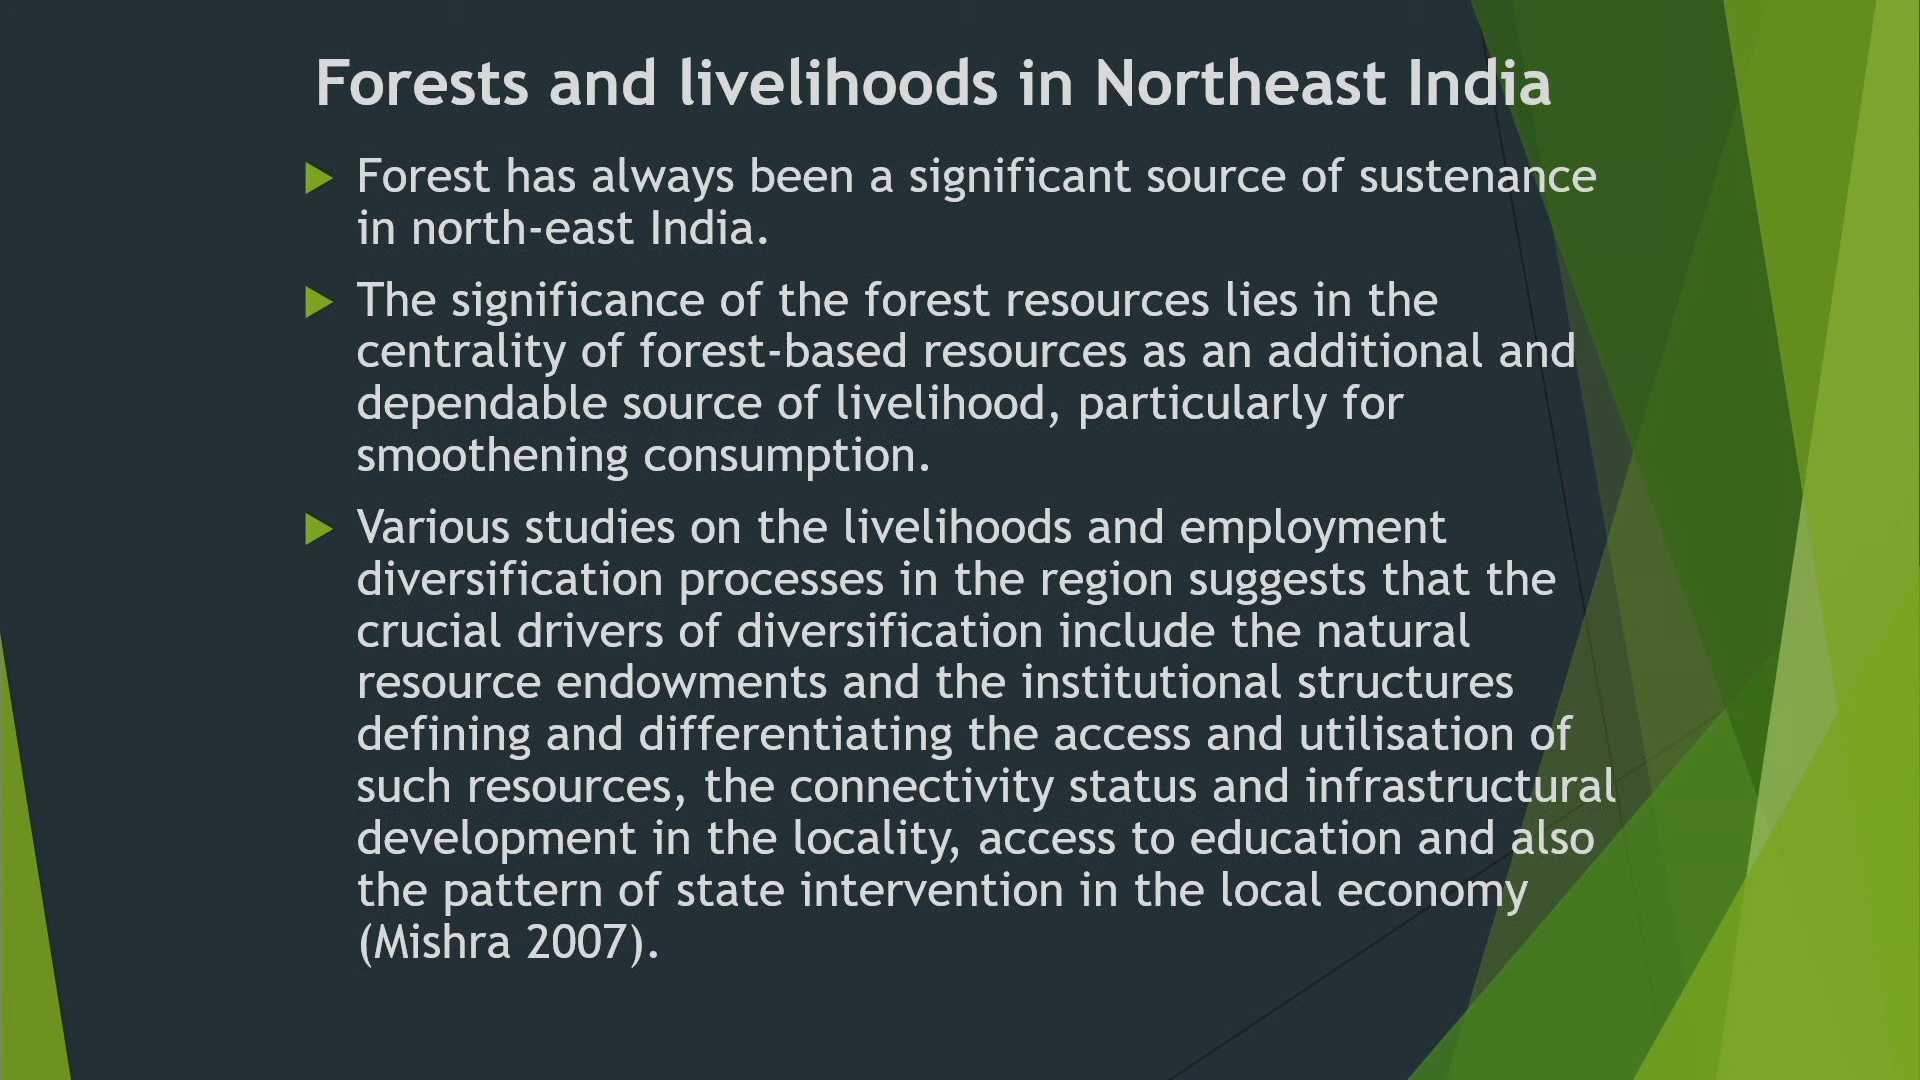 Forests and livelihoods in Northeast India
Forest has always been a significant source of sustenance
in north-east India.
The significance of the forest resources lies in the
centrality of forest-based resources as an additional and
dependable source of livelihood, particularly for
smoothening consumption.
Various studies on the livelihoods and employment
diversification processes in the region suggests that the
crucial drivers of diversification include the natural
resource endowments and the institutional structures
defining and differentiating the access and utilisation of
such resources, the connectivity status and infrastructural
development in the locality, access to education and also
the pattern of state intervention in the local economy
(Mishra 2007).